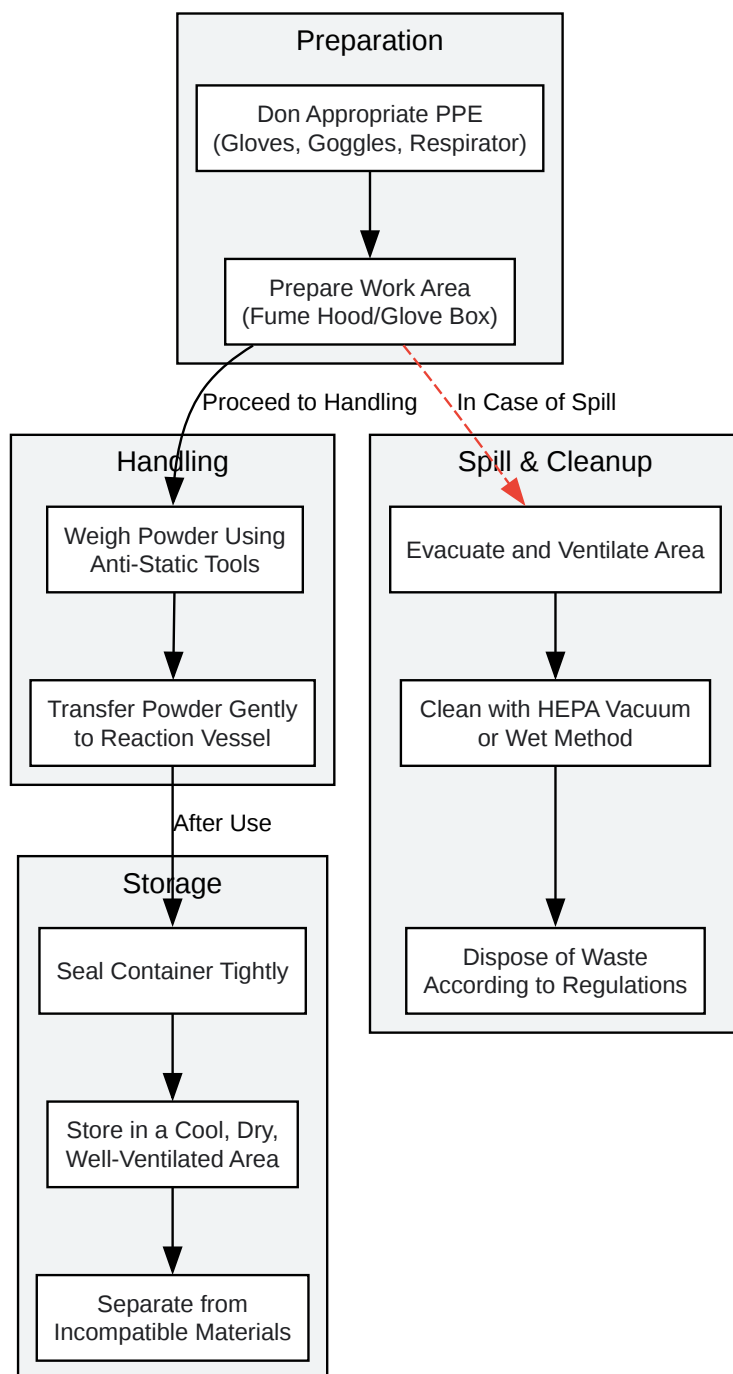 Preparation
Don Appropriate PPE
(Gloves, Goggles, Respirator)
Prepare Work Area
(Fume Hood/Glove Box)
Proceed to Handling
In Case of Spill
Handling
Weigh Powder Using
Anti-Static Tools
Transfer Powder Gently
to Reaction Vessel
After Use
Storage
Seal Container Tightly
Store in a Cool, Dry,
Well-Ventilated Area
Separate from
Incompatible Materials
Spill & Cleanup
Evacuate and Ventilate Area
Clean with HEPA Vacuum
or Wet Method
Dispose of Waste
According to Regulations